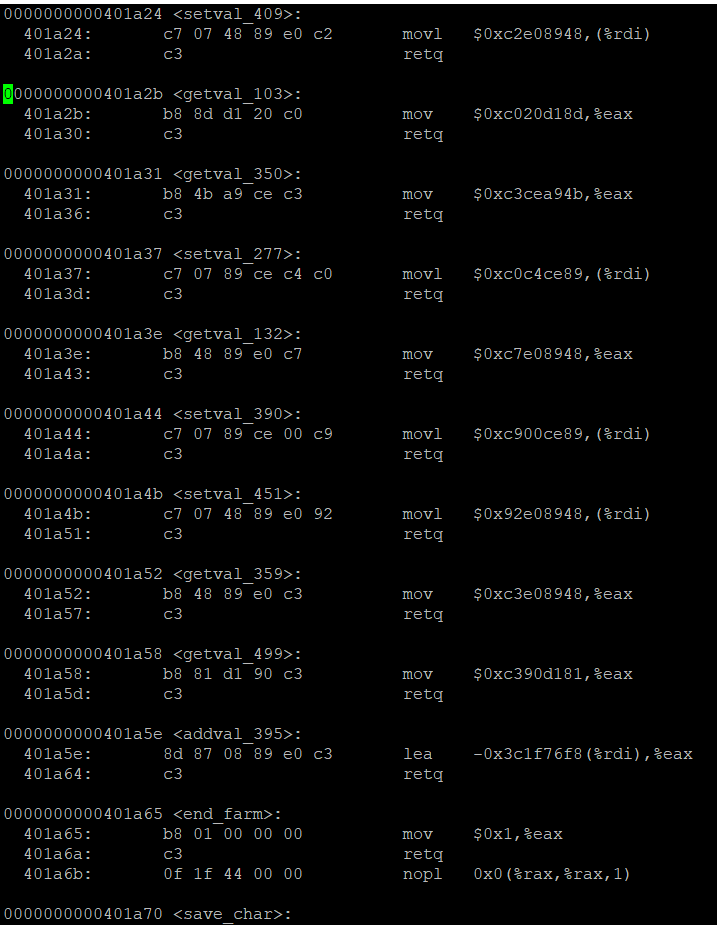 0000000000401a24 <setval_409>:
  401a24:	c7 07 48 89 e0 c2	movl   $0xc2e08948,(%rdi)
  401a2a:	c3	retq
0000000000401a2b <getval_103>:
  401a2b:	b8 8d d1 20 c0	mov    $0xc020d18d,%eax
  401a30:	c3	retq
0000000000401a31 <getval_350>:
  401a31:	b8 4b a9 ce c3	mov    $0xc3cea94b,%eax
  401a36:	c3	retq
0000000000401a37 <setval_277>:
  401a37:	c7 07 89 ce c4 c0	movl   $0xc0c4ce89,(%rdi)
  401a3d:	c3	retq
0000000000401a3e <getval_132>:
  401a3e:	b8 48 89 e0 c7	mov    $0xc7e08948,%eax
  401a43:	c3	retq
0000000000401a44 <setval_390>:
  401a44:	c7 07 89 ce 00 c9	movl   $0xc900ce89,(%rdi)
  401a4a:	c3	retq
0000000000401a4b <setval_451>:
  401a4b:	c7 07 48 89 e0 92	movl   $0x92e08948,(%rdi)
  401a51:	c3	retq
0000000000401a52 <getval_359>:
  401a52:	b8 48 89 e0 c3	mov    $0xc3e08948,%eax
  401a57:	c3	retq
0000000000401a58 <getval_499>:
  401a58:	b8 81 d1 90 c3	mov    $0xc390d181,%eax
  401a5d:	c3	retq
0000000000401a5e <addval_395>:
  401a5e:	8d 87 08 89 e0 c3	lea    -0x3c1f76f8(%rdi),%eax
  401a64:	c3	retq
0000000000401a65 <end_farm>:
  401a65:	b8 01 00 00 00	mov    $0x1,%eax
  401a6a:	c3	retq
  401a6b:	0f 1f 44 00 00	nopl   0x0(%rax,%rax,1)
0000000000401a70 <save_char>: